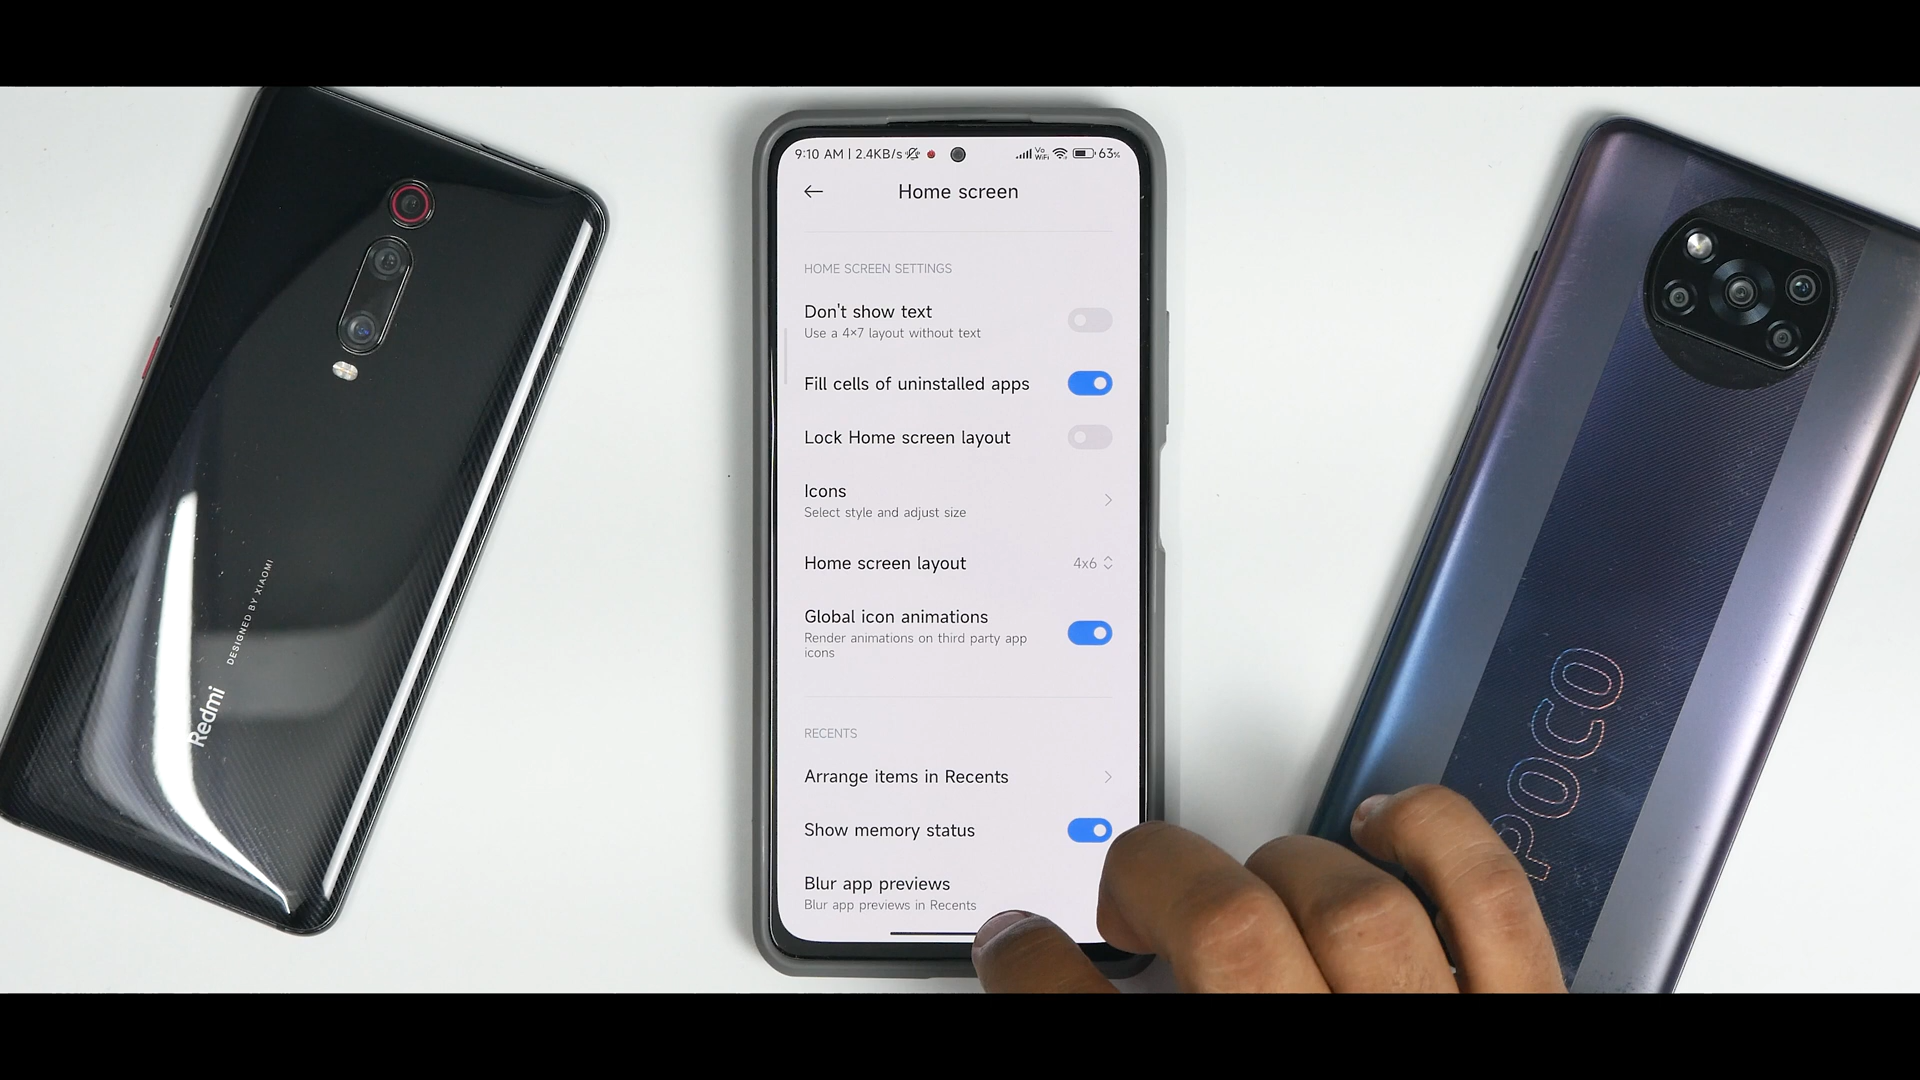 9:10 AM | 2.4KB/s
Vo
WiFi
63%
Home screen
HOME SCREEN SETTINGS
Don't show text
Use a 4×7 layout without text
Fill cells of uninstalled apps
Lock Home screen layout
Icons
Select style and adjust size
Home screen layout
4x6
Global icon animations
Render animations on third party app
icons
RECENTS
Arrange items in Recents
Show memory status
Blur app previews
Blur app previews in Recents
Redmi
DESIGNED BY XIAOMI
POCO